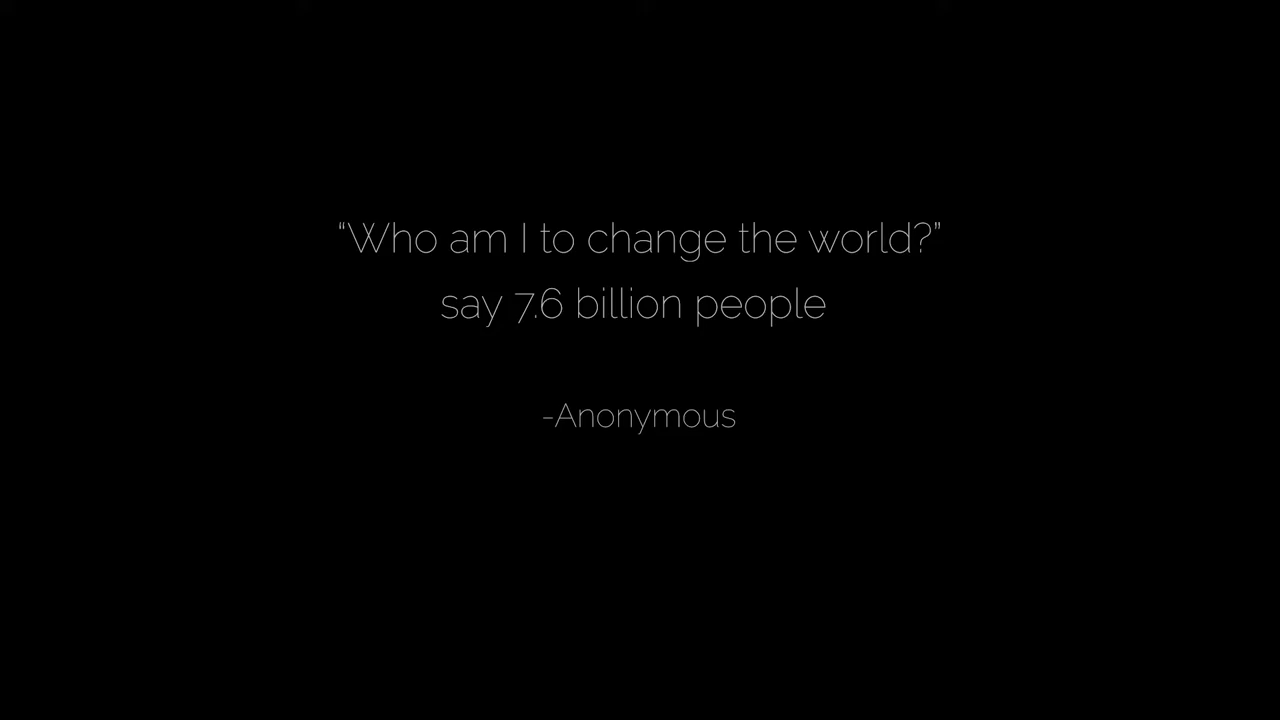 “Who am I to change the world?”
say 7.6 billion people
-Anonymous